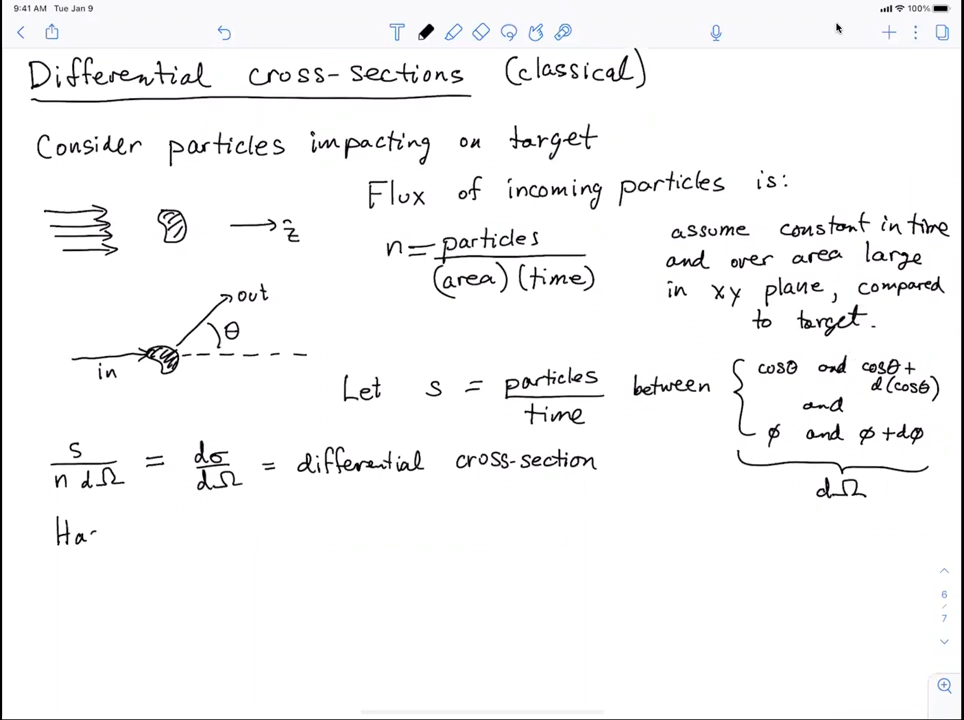 9:41 AM Tue Jan 9
100%
Differential cross-sections (classical)
Consider particles impacting on target
Flux of incoming particles is:
ẑ
n = particles
(area)(time)
assume constant in time
and over area large
in xy plane, compared
to target.
out
θ
in
Let s = particles
time
between
cosθ and cosθ +
d(cosθ)
and
ø and ø + dø
dΩ
s
n dΩ
= dσ
dΩ
= differential cross-section
Ha
6
/
7